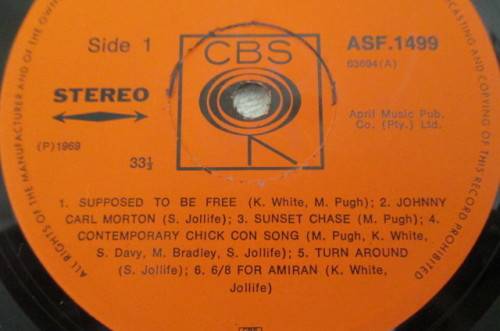 Side 1
CBS
ASF.1499
63694(A)
STEREO
(P)1969
33⅓
April Music Pub.
Co. (Pty.) Ltd.
1. SUPPOSED TO BE FREE (K. White, M. Pugh); 2. JOHNNY
CARL MORTON (S. Jollife); 3. SUNSET CHASE (M. Pugh); 4.
CONTEMPORARY CHICK CON SONG (M. Pugh, K. White,
S. Davy, M. Bradley, S. Jollife); 5. TURN AROUND
(S. Jollife); 6. 6/8 FOR AMIRAN (K. White,
Jollife)
ALL RIGHTS OF THE MANUFACTURER AND OF THE
CASTING AND COPYING OF THIS RECORD PROHIBITED